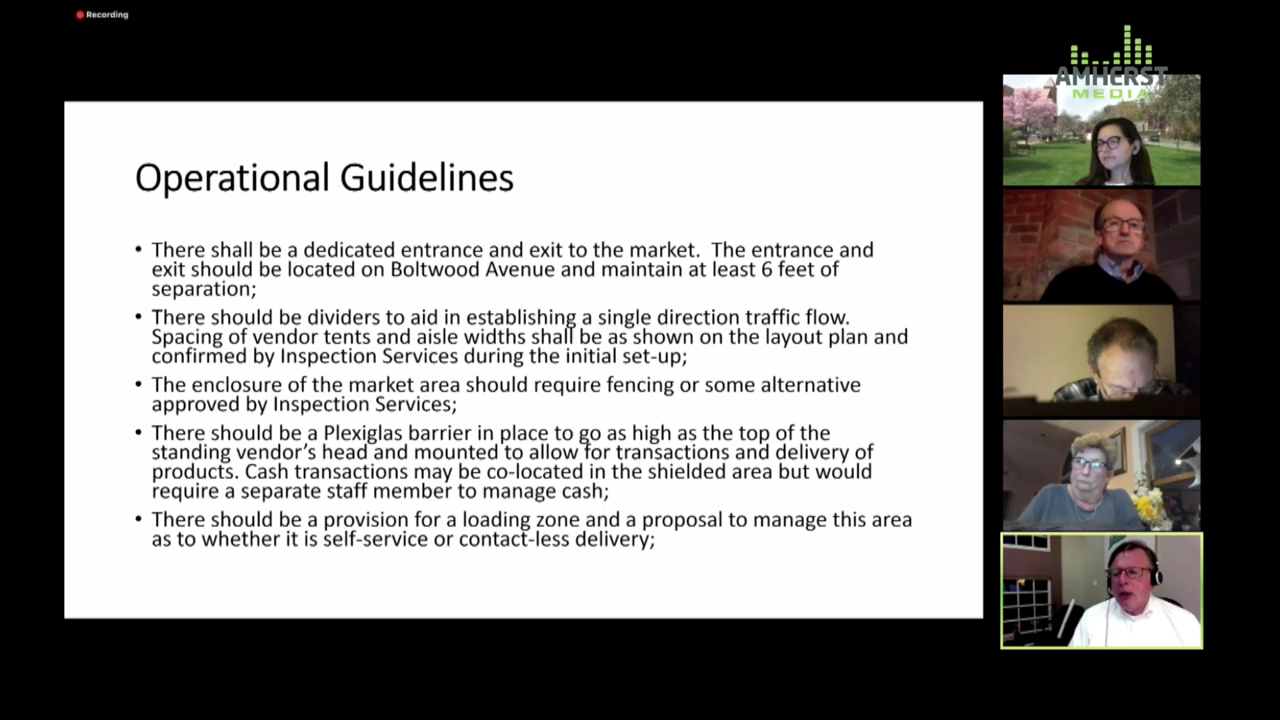 Recording
AMHERST
MEDIA
Operational Guidelines
• There shall be a dedicated entrance and exit to the market.  The entrance and
exit should be located on Boltwood Avenue and maintain at least 6 feet of
separation;
• There should be dividers to aid in establishing a single direction traffic flow.
Spacing of vendor tents and aisle widths shall be as shown on the layout plan and
confirmed by Inspection Services during the initial set-up;
• The enclosure of the market area should require fencing or some alternative
approved by Inspection Services;
• There should be a Plexiglas barrier in place to go as high as the top of the
standing vendor’s head and mounted to allow for transactions and delivery of
products. Cash transactions may be co-located in the shielded area but would
require a separate staff member to manage cash;
• There should be a provision for a loading zone and a proposal to manage this area
as to whether it is self-service or contact-less delivery;